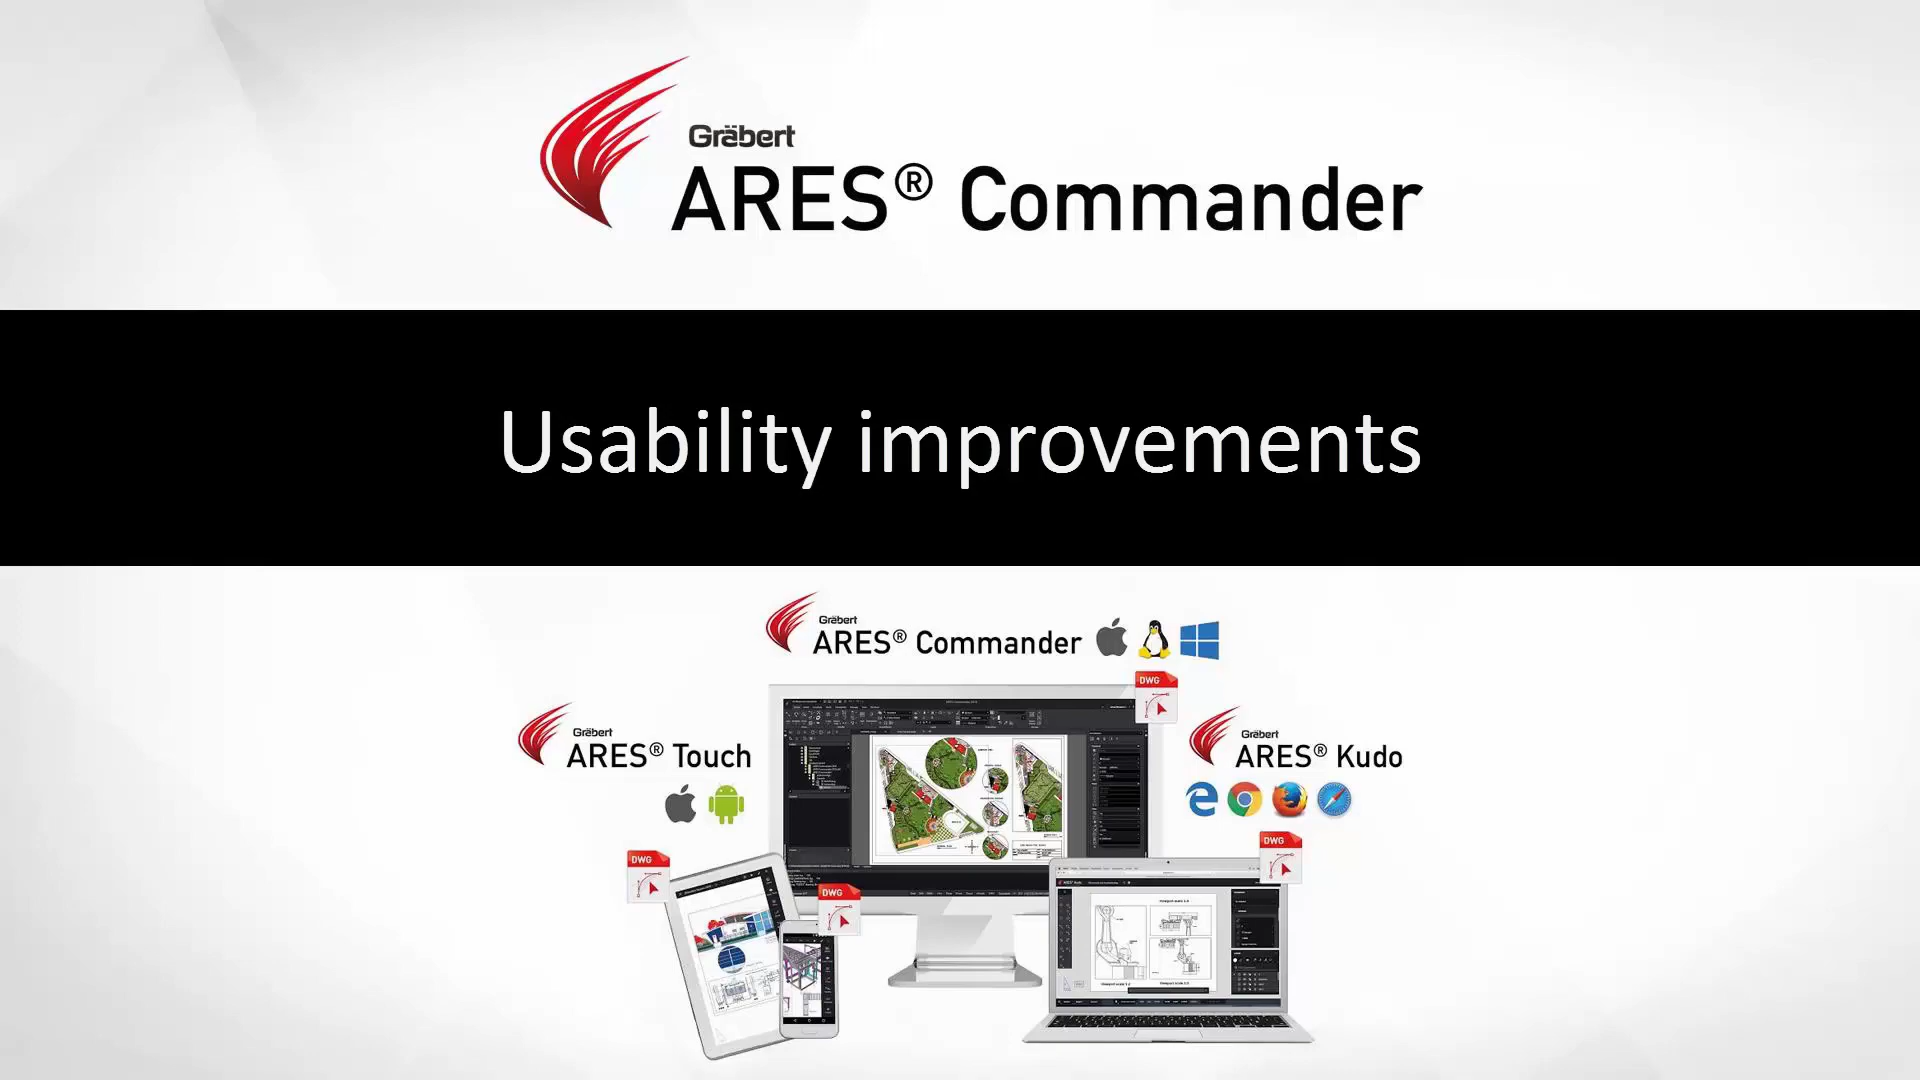 Gräbert
ARES® Commander
Usability improvements
Gräbert
ARES® Commander
DWG
Gräbert
ARES® Touch
Gräbert
ARES® Kudo
DWG
DWG
DWG